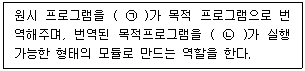 원시 프로그램을 ( ㉠ )가 목적 프로그램으로 번
역해주며, 번역된 목적프로그램을 ( ㉡ )가 실행
가능한 형태의 모듈로 만드는 역할을 한다.